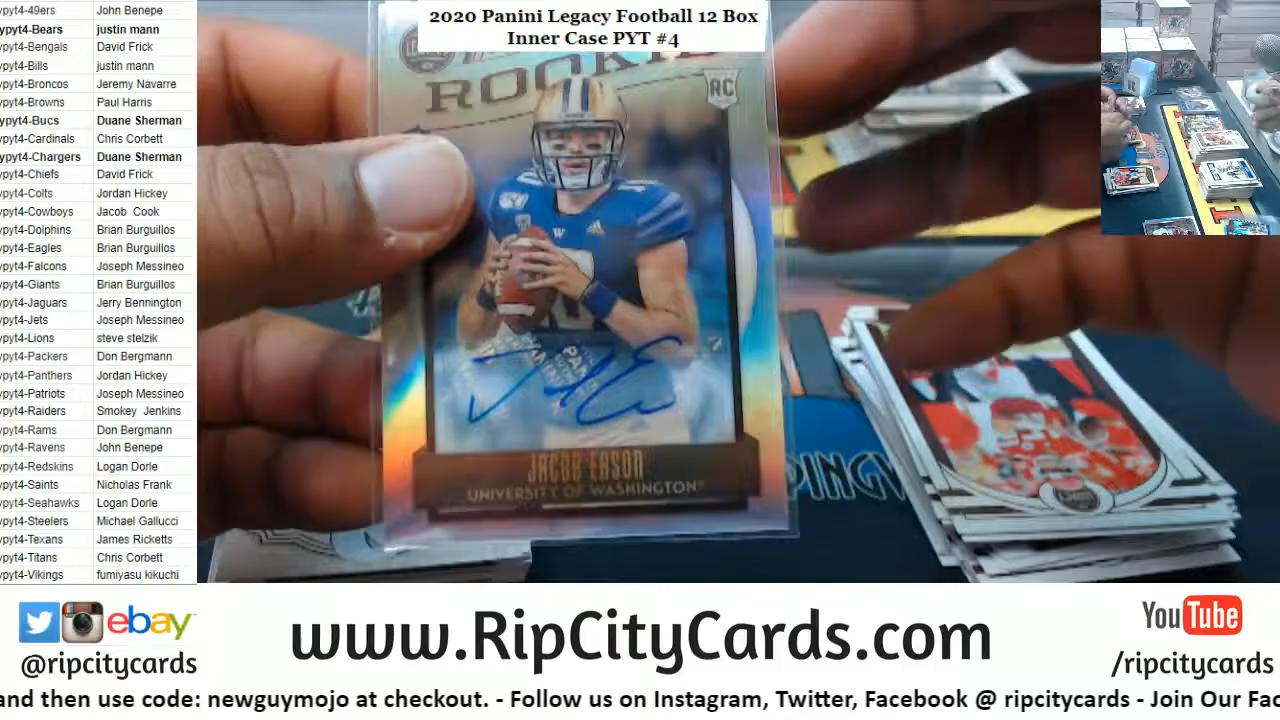 ypyt4-49ers John Benepe
ypyt4-Bears justin mann
ypyt4-Bengals David Frick
ypyt4-Bills justin mann
ypyt4-Broncos Jeremy Navarre
ypyt4-Browns Paul Harris
ypyt4-Bucs Duane Sherman
ypyt4-Cardinals Chris Corbett
ypyt4-Chargers Duane Sherman
ypyt4-Chiefs David Frick
ypyt4-Colts Jordan Hickey
ypyt4-Cowboys Jacob Cook
ypyt4-Dolphins Brian Burguillos
ypyt4-Eagles Brian Burguillos
ypyt4-Falcons Joseph Messineo
ypyt4-Giants Brian Burguillos
ypyt4-Jaguars Jerry Bennington
ypyt4-Jets Joseph Messineo
ypyt4-Lions steve stelzik
ypyt4-Packers Don Bergmann
ypyt4-Panthers Jordan Hickey
ypyt4-Patriots Joseph Messineo
ypyt4-Raiders Smokey Jenkins
ypyt4-Rams Don Bergmann
ypyt4-Ravens John Benepe
ypyt4-Redskins Logan Dorle
ypyt4-Saints Nicholas Frank
ypyt4-Seahawks Logan Dorle
ypyt4-Steelers Michael Gallucci
ypyt4-Texans James Ricketts
ypyt4-Titans Chris Corbett
ypyt4-Vikings fumiyasu kikuchi
2020 Panini Legacy Football 12 Box
Inner Case PYT #4
RC
W
JACOB EASON
UNIVERSITY OF WASHINGTON
ebay
@ripcitycards
www.RipCityCards.com
YouTube
/ripcitycards
and then use code: newguymojo at checkout. - Follow us on Instagram, Twitter, Facebook @ ripcitycards - Join Our Fac